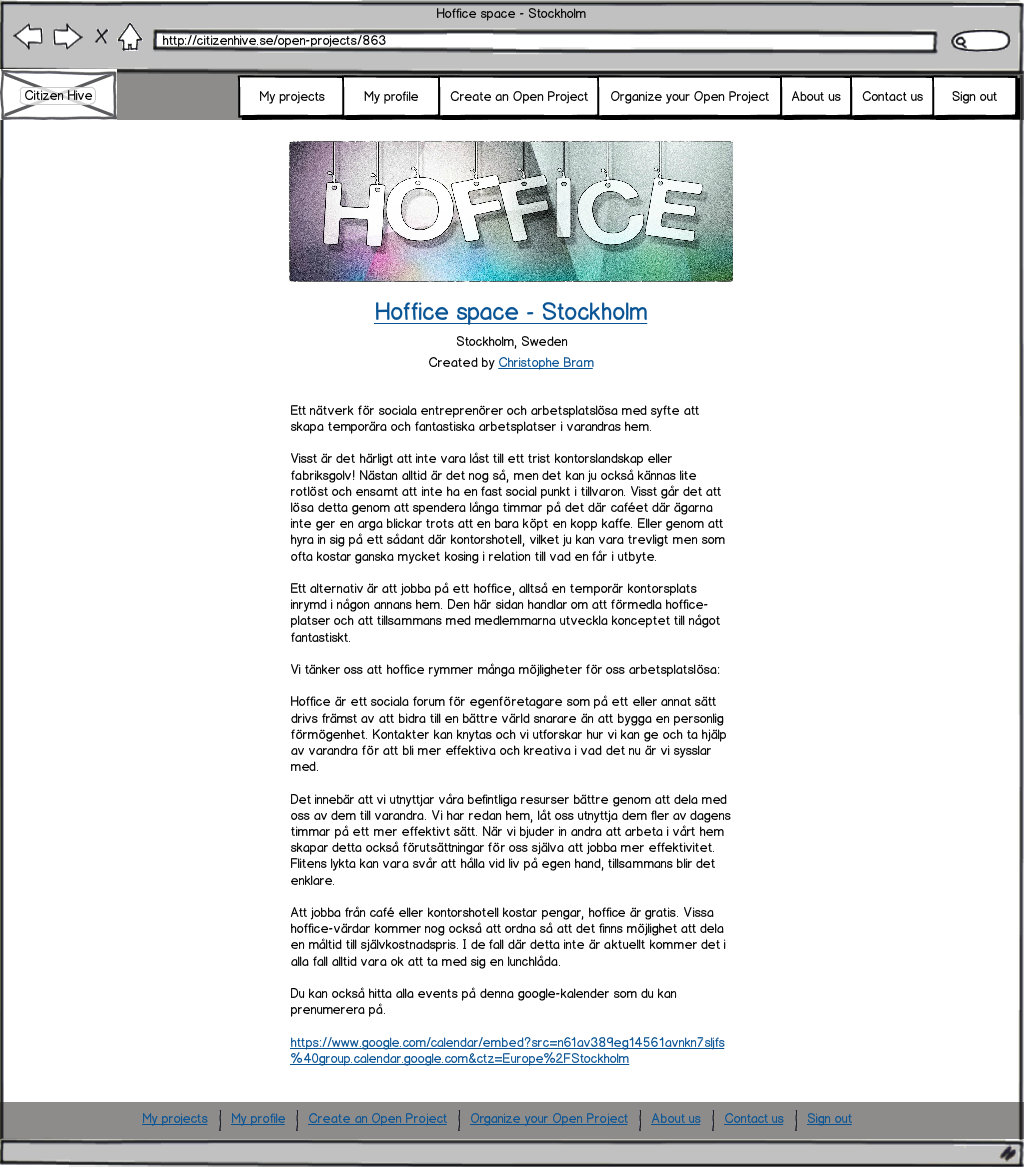 Hoffice space - Stockholm
http://citizenhive.se/open-projects/863
Citizen Hive
My projects
My profile
Create an Open Project
Organize your Open Project
About us
Contact us
Sign out
HOFFICE
Hoffice space - Stockholm
Stockholm, Sweden
Created by Christophe Bram
Ett nätverk för sociala entreprenörer och arbetsplatslösa med syfte att
skapa temporära och fantastiska arbetsplatser i varandras hem.
Visst är det härligt att inte vara låst till ett trist kontorslandskap eller
fabriksgolv! Nästan alltid är det nog så, men det kan ju också kännas lite
rotlöst och ensamt att inte ha en fast social punkt i tillvaron. Visst går det att
lösa detta genom att spendera långa timmar på det där caféet där ägarna
inte ger en arga blickar trots att en bara köpt en kopp kaffe. Eller genom att
hyra in sig på ett sådant där kontorshotell, vilket ju kan vara trevligt men som
ofta kostar ganska mycket kosing i relation till vad en får i utbyte.
Ett alternativ är att jobba på ett hoffice, alltså en temporär kontorsplats
inrymd i någon annans hem. Den här sidan handlar om att förmedla hoffice-
platser och att tillsammans med medlemmarna utveckla konceptet till något
fantastiskt.
Vi tänker oss att hoffice rymmer många möjligheter för oss arbetsplatslösa:
Hoffice är ett sociala forum för egenföretagare som på ett eller annat sätt
drivs främst av att bidra till en bättre värld snarare än att bygga en personlig
förmögenhet. Kontakter kan knytas och vi utforskar hur vi kan ge och ta hjälp
av varandra för att bli mer effektiva och kreativa i vad det nu är vi sysslar
med.
Det innebär att vi utnyttjar våra befintliga resurser bättre genom att dela med
oss av dem till varandra. Vi har redan hem, låt oss utnyttja dem fler av dagens
timmar på ett mer effektivt sätt. När vi bjuder in andra att arbeta i vårt hem
skapar detta också förutsättningar för oss själva att jobba mer effektivitet.
Flitens lykta kan vara svår att hålla vid liv på egen hand, tillsammans blir det
enklare.
Att jobba från café eller kontorshotell kostar pengar, hoffice är gratis. Vissa
hoffice-värdar kommer nog också att ordna så att det finns möjlighet att dela
en måltid till självkostnadspris. I de fall där detta inte är aktuellt kommer det i
alla fall alltid vara ok att ta med sig en lunchlåda.
Du kan också hitta alla events på denna google-kalender som du kan
prenumerera på.
https://www.google.com/calendar/embed?src=n61av389eg14561avnkn7sljfs
%40group.calendar.google.com&ctz=Europe%2FStockholm
My projects
My profile
Create an Open Project
Organize your Open Project
About us
Contact us
Sign out